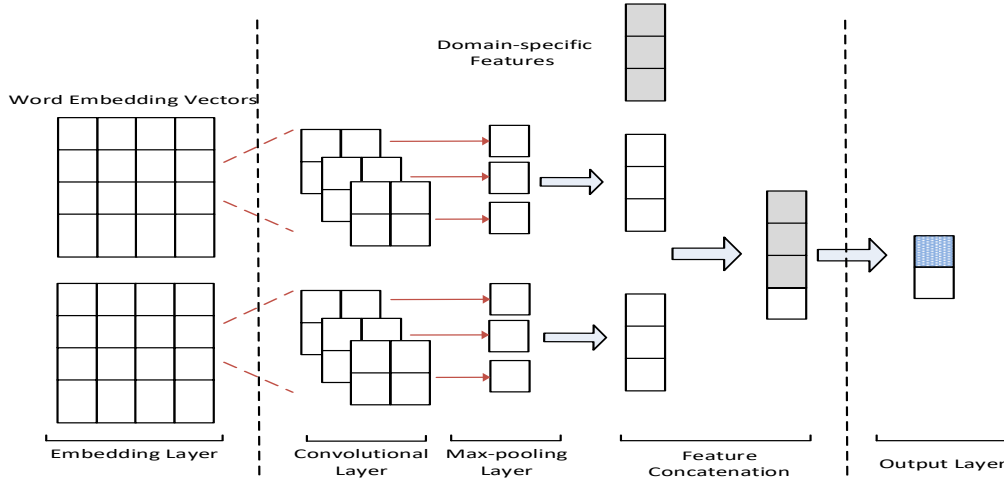 Domain-specific
Features
Word Embedding Vectors
Embedding Layer
Convolutional
Layer
Max-pooling
Layer
Feature
Concatenation
Output Layer